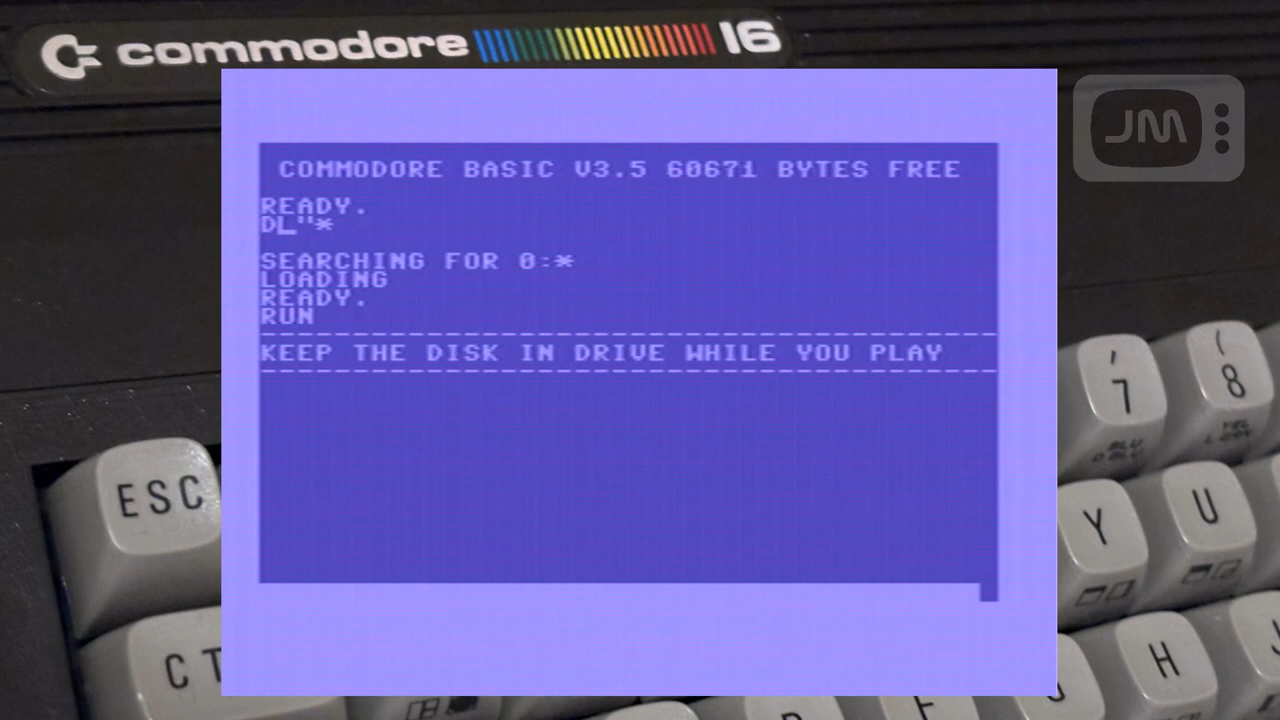 commodore 16
JM
COMMODORE BASIC V3.5 60671 BYTES FREE
READY.
DL"*
SEARCHING FOR 0:*
LOADING
READY.
RUN
----------------------------------------
KEEP THE DISK IN DRIVE WHILE YOU PLAY
----------------------------------------
' 7
( 8
ESC
Y
U
CT
H
J